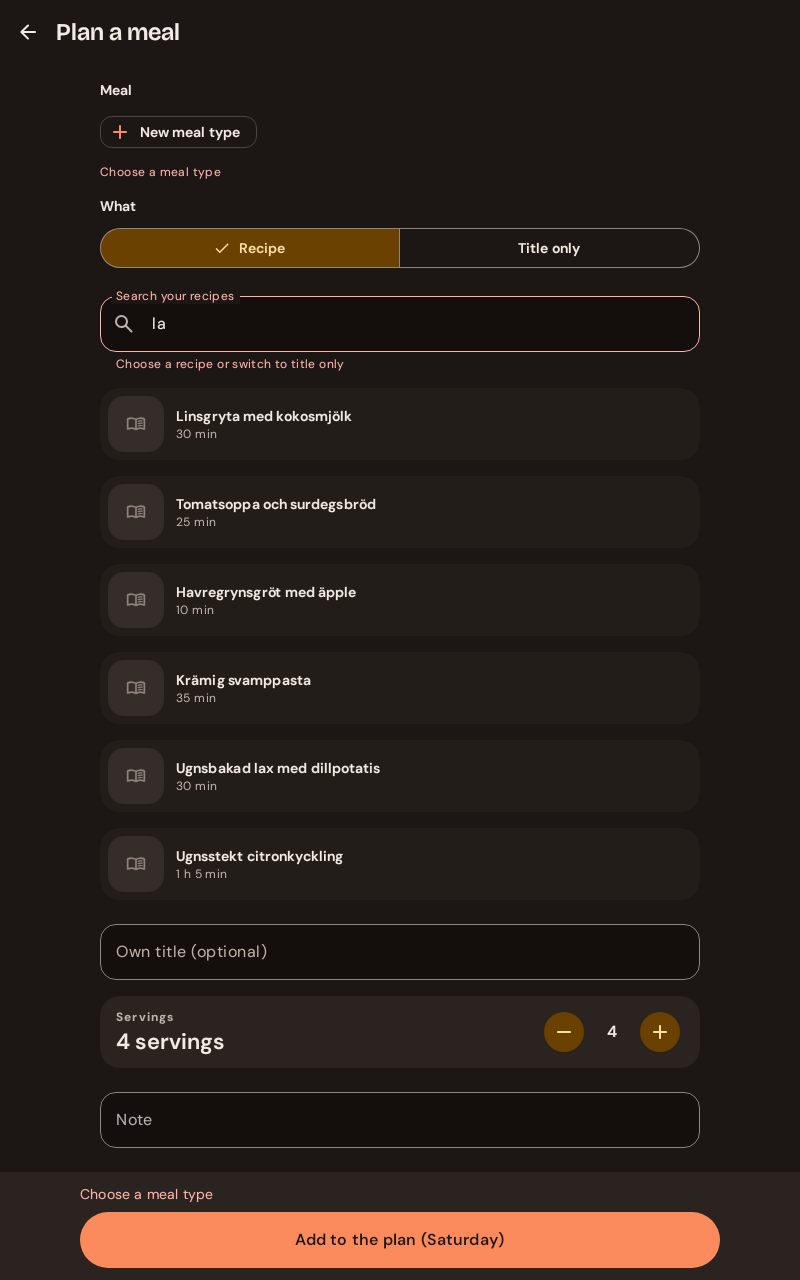 Plan a meal
Meal
New meal type
Choose a meal type
What
Recipe
Title only
Search your recipes
la
Choose a recipe or switch to title only
Linsgryta med kokosmjölk
30 min
Tomatsoppa och surdegsbröd
25 min
Havregrynsgröt med äpple
10 min
Krämig svamppasta
35 min
Ugnsbakad lax med dillpotatis
30 min
Ugnsstekt citronkyckling
1 h 5 min
Own title (optional)
Servings
4 servings
4
Note
Choose a meal type
Add to the plan (Saturday)